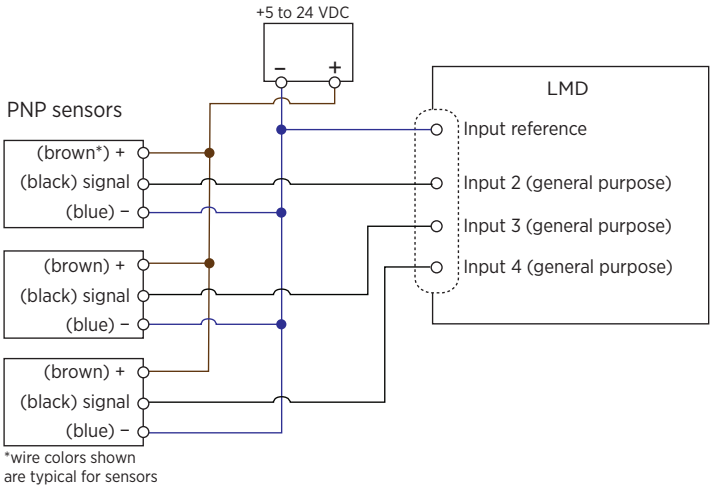 +5 to 24 VDC
− +
LMD
PNP sensors
Input reference
(brown*) +
(black) signal
Input 2 (general purpose)
(blue) −
Input 3 (general purpose)
(brown) +
Input 4 (general purpose)
(black) signal
(blue) −
(brown) +
(black) signal
(blue) −
*wire colors shown
are typical for sensors